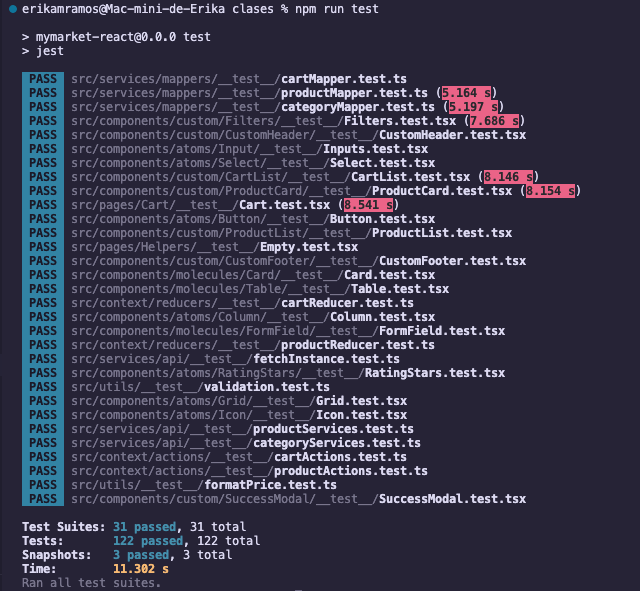 erikamramos@Mac-mini-de-Erika clases % npm run test
> mymarket-react@0.0.0 test
> jest
PASS src/services/mappers/__test__/cartMapper.test.ts
PASS src/services/mappers/__test__/productMapper.test.ts (5.164 s)
PASS src/services/mappers/__test__/categoryMapper.test.ts (5.197 s)
PASS src/components/custom/Filters/__test__/Filters.test.tsx (7.686 s)
PASS src/components/custom/CustomHeader/__test__/CustomHeader.test.tsx
PASS src/components/atoms/Input/__test__/Inputs.test.tsx
PASS src/components/atoms/Select/__test__/Select.test.tsx
PASS src/components/custom/CartList/__test__/CartList.test.tsx (8.146 s)
PASS src/components/custom/ProductCard/__test__/ProductCard.test.tsx (8.154 s)
PASS src/pages/Cart/__test__/Cart.test.tsx (8.541 s)
PASS src/components/atoms/Button/__test__/Button.test.tsx
PASS src/components/custom/ProductList/__test__/ProductList.test.tsx
PASS src/pages/Helpers/__test__/Empty.test.tsx
PASS src/components/custom/CustomFooter/__test__/CustomFooter.test.tsx
PASS src/components/molecules/Card/__test__/Card.test.tsx
PASS src/components/molecules/Table/__test__/Table.test.tsx
PASS src/context/reducers/__test__/cartReducer.test.ts
PASS src/components/atoms/Column/__test__/Column.test.tsx
PASS src/components/molecules/FormField/__test__/FormField.test.tsx
PASS src/context/reducers/__test__/productReducer.test.ts
PASS src/services/api/__test__/fetchInstance.test.ts
PASS src/components/atoms/RatingStars/__test__/RatingStars.test.tsx
PASS src/utils/__test__/validation.test.ts
PASS src/components/atoms/Grid/__test__/Grid.test.tsx
PASS src/components/atoms/Icon/__test__/Icon.test.tsx
PASS src/services/api/__test__/productServices.test.ts
PASS src/services/api/__test__/categoryServices.test.ts
PASS src/context/actions/__test__/cartActions.test.ts
PASS src/context/actions/__test__/productActions.test.ts
PASS src/utils/__test__/formatPrice.test.ts
PASS src/components/custom/SuccessModal/__test__/SuccessModal.test.tsx
Test Suites: 31 passed, 31 total
Tests: 122 passed, 122 total
Snapshots: 3 passed, 3 total
Time: 11.302 s
Ran all test suites.